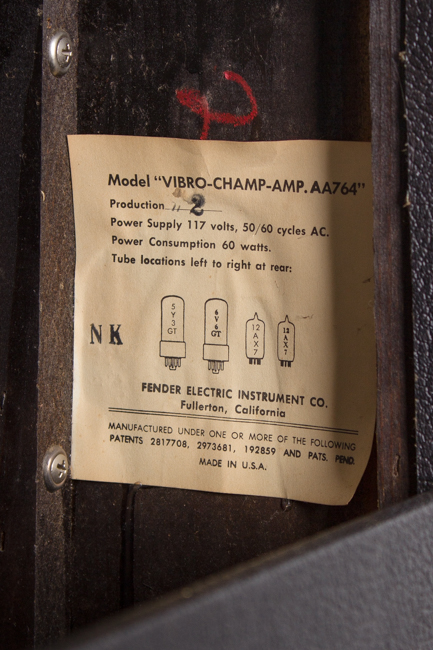 Model "VIBRO-CHAMP-AMP. AA764"
Production 2
Power Supply 117 volts, 50/60 cycles AC.
Power Consumption 60 watts.
Tube locations left to right at rear:
5Y3GT 6V6GT 12AX7 12AX7
NK
FENDER ELECTRIC INSTRUMENT CO.
Fullerton, California
MANUFACTURED UNDER ONE OR MORE OF THE FOLLOWING
PATENTS 2817708, 2973681, 192859 AND PATS. PEND.
MADE IN U.S.A.